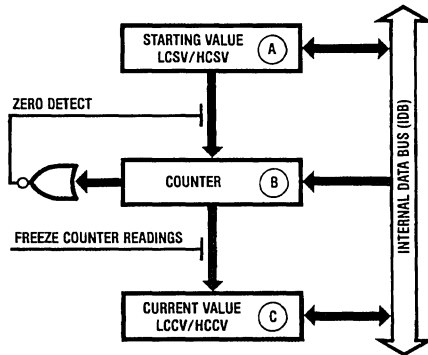 STARTING VALUE
LCSV/HCSV
A
ZERO DETECT
COUNTER
B
FREEZE COUNTER READINGS
CURRENT VALUE
LCCV/HCCV
C
INTERNAL DATA BUS (IDB)